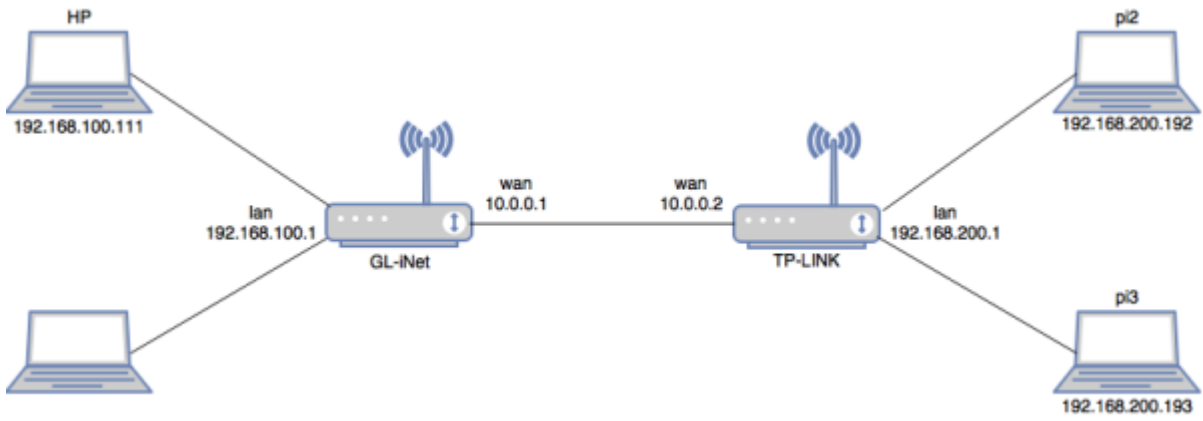 HP
192.168.100.111
lan
192.168.100.1
GL-iNet
wan
10.0.0.1
wan
10.0.0.2
TP-LINK
lan
192.168.200.1
pi2
192.168.200.192
pi3
192.168.200.193